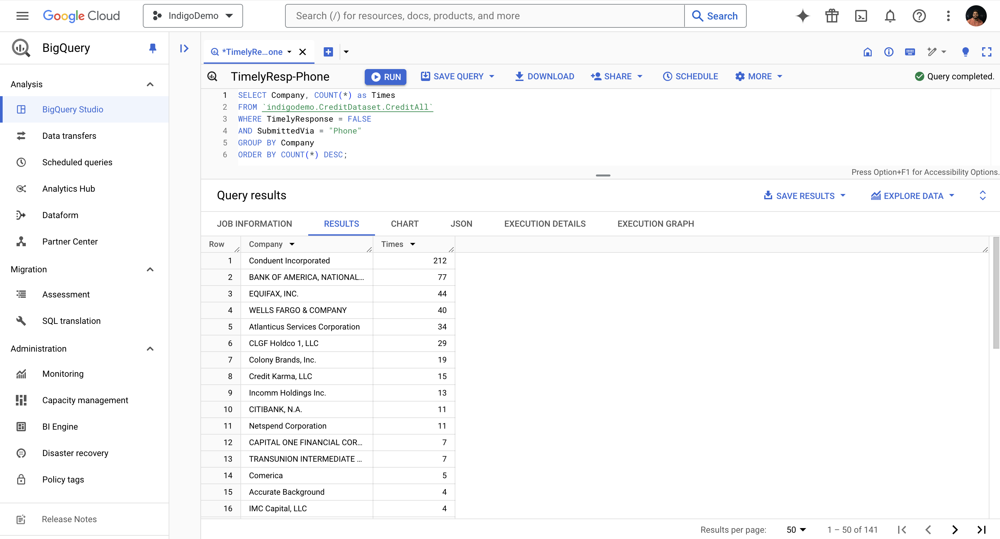 Google Cloud
IndigoDemo
Search (/) for resources, docs, products, and more
Search
BigQuery
Analysis
BigQuery Studio
Data transfers
Scheduled queries
Analytics Hub
Dataform
Partner Center
Migration
Assessment
SQL translation
Administration
Monitoring
Capacity management
BI Engine
Disaster recovery
Policy tags
Release Notes
*TimelyRe...one
TimelyResp-Phone
RUN
SAVE QUERY
DOWNLOAD
SHARE
SCHEDULE
MORE
Query completed.
1 SELECT Company, COUNT(*) as Times
2 FROM `indigodemo.CreditDataset.CreditAll`
3 WHERE TimelyResponse = FALSE
4 AND SubmittedVia = "Phone"
5 GROUP BY Company
6 ORDER BY COUNT(*) DESC;
Press Option+F1 for Accessibility Options.
Query results
SAVE RESULTS
EXPLORE DATA
JOB INFORMATION
RESULTS
CHART
JSON
EXECUTION DETAILS
EXECUTION GRAPH
Row Company Times
1 Conduent Incorporated 212
2 BANK OF AMERICA, NATIONAL... 77
3 EQUIFAX, INC. 44
4 WELLS FARGO & COMPANY 40
5 Atlanticus Services Corporation 34
6 CLGF Holdco 1, LLC 29
7 Colony Brands, Inc. 19
8 Credit Karma, LLC 15
9 Incomm Holdings Inc. 13
10 CITIBANK, N.A. 11
11 Netspend Corporation 11
12 CAPITAL ONE FINANCIAL COR... 7
13 TRANSUNION INTERMEDIATE ... 7
14 Comerica 5
15 Accurate Background 4
16 IMC Capital, LLC 4
Results per page: 50 1 – 50 of 141